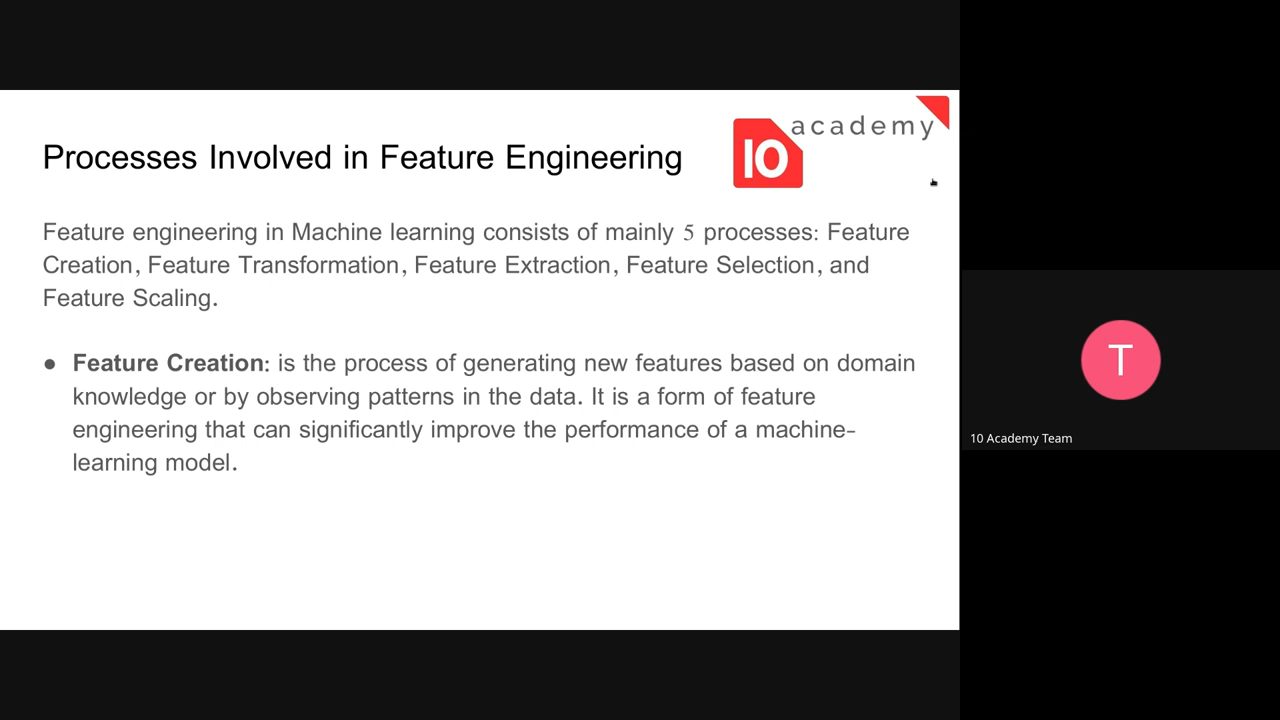 academy
10
Processes Involved in Feature Engineering
Feature engineering in Machine learning consists of mainly 5 processes: Feature
Creation, Feature Transformation, Feature Extraction, Feature Selection, and
Feature Scaling.
● Feature Creation: is the process of generating new features based on domain
knowledge or by observing patterns in the data. It is a form of feature
engineering that can significantly improve the performance of a machine-
learning model.
T
10 Academy Team